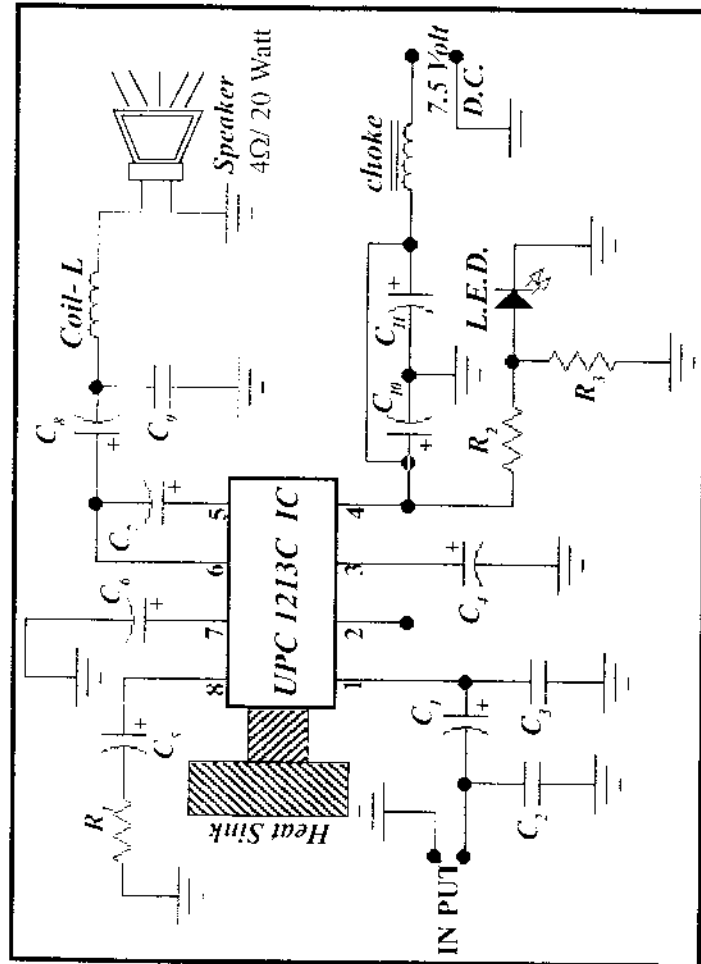 Speaker
4Ω/ 20 Watt
Coil- L
C8
+
C9
C7
+
5
6
C6
+
7
8
+
C5
R
UPC 1213C IC
4
3
2
1
Heat Sink
choke
7.5 Volt
D.C.
+
C11
C10
+
L.E.D.
R2
R3
+
C4
C1
+
C3
C2
IN PUT